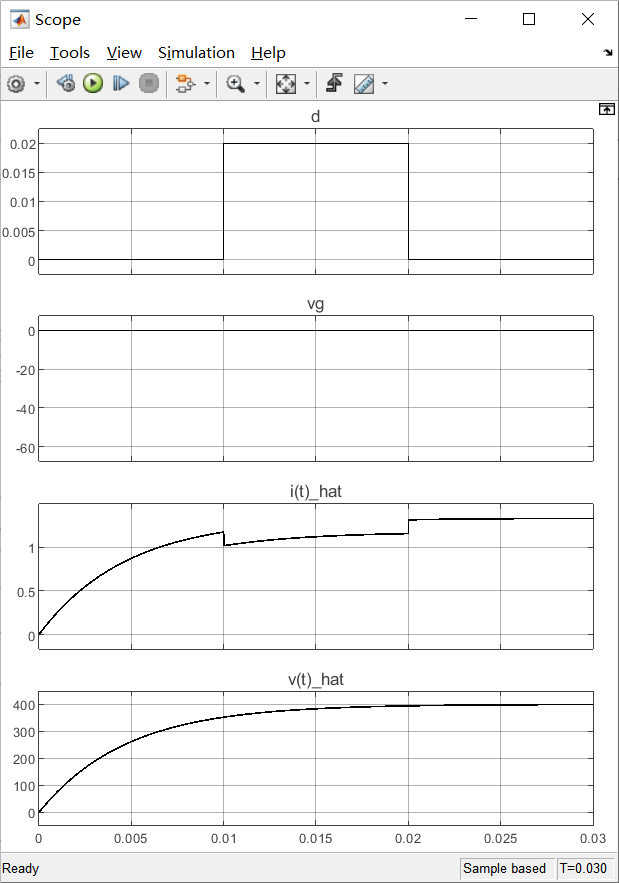 Scope
File Tools View Simulation Help
d
0.02
0.015
0.01
0.005
0
vg
0
-20
-40
-60
i(t)_hat
1
0.5
0
v(t)_hat
400
300
200
100
0
0 0.005 0.01 0.015 0.02 0.025 0.03
Ready Sample based T=0.030